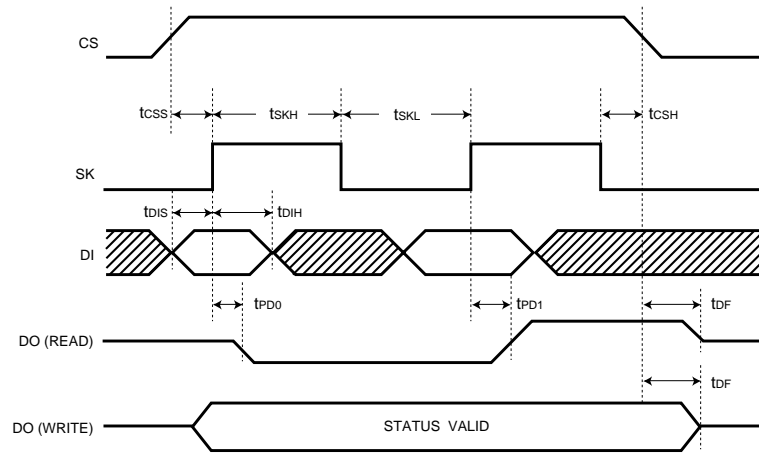 CS
tCSS
tSKH
tSKL
tCSH
SK
tDIS
tDIH
DI
tPD0
tPD1
tDF
DO (READ)
tDF
DO (WRITE)
STATUS VALID